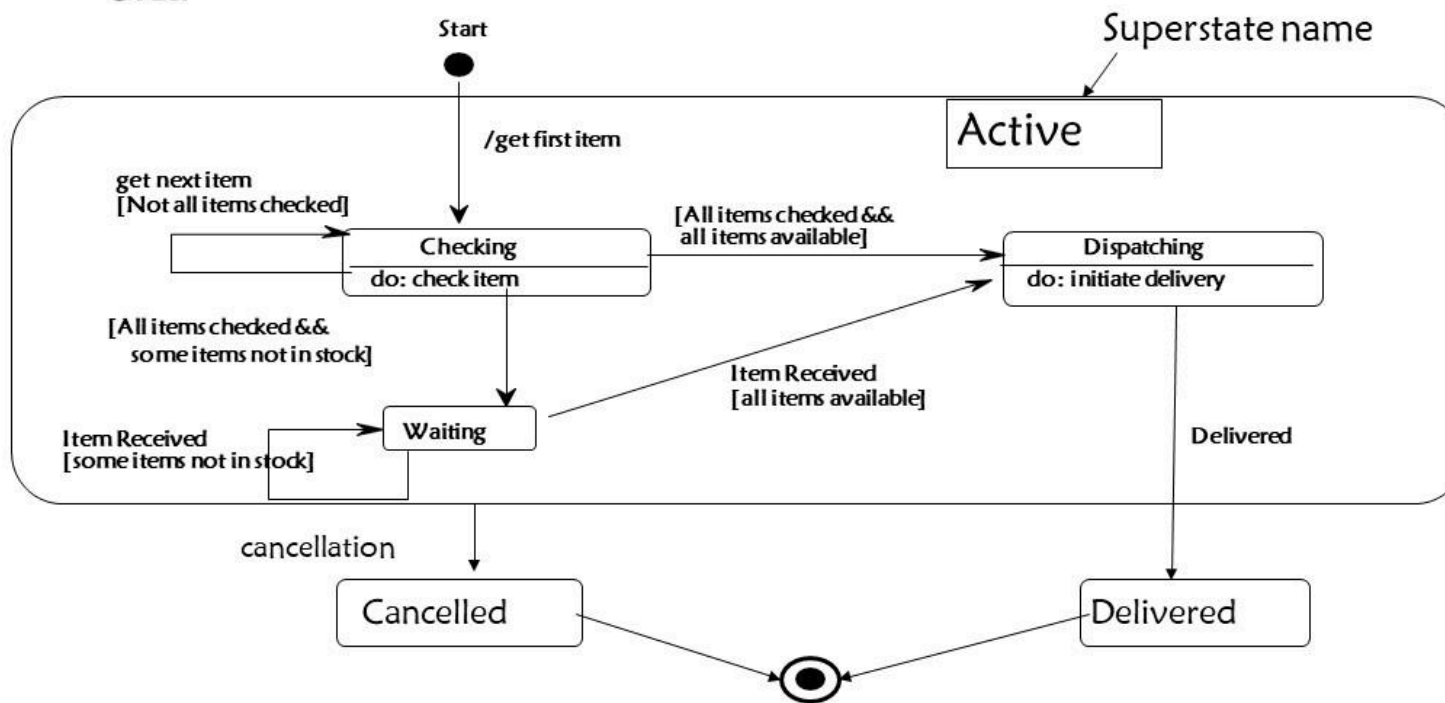 Start
Superstate name
Active
/get first item
get next item
[Not all items checked]
[All items checked &&
all items available]
Checking
do: check item
Dispatching
do: initiate delivery
[All items checked &&
some items not in stock]
Item Received
[all items available]
Waiting
Item Received
[some items not in stock]
Delivered
cancellation
Cancelled
Delivered